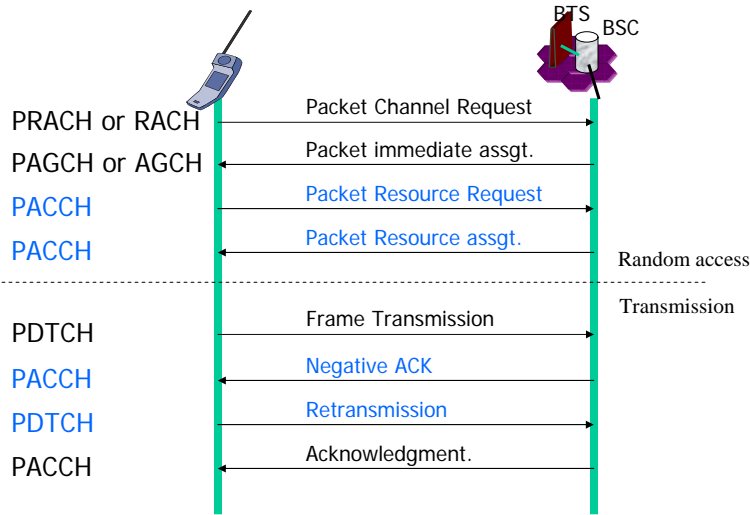 BTS
BSC
PRACH or RACH
Packet Channel Request
PAGCH or AGCH
Packet immediate assgt.
PACCH
Packet Resource Request
PACCH
Packet Resource assgt.
Random access
Transmission
PDTCH
Frame Transmission
PACCH
Negative ACK
PDTCH
Retransmission
PACCH
Acknowledgment.